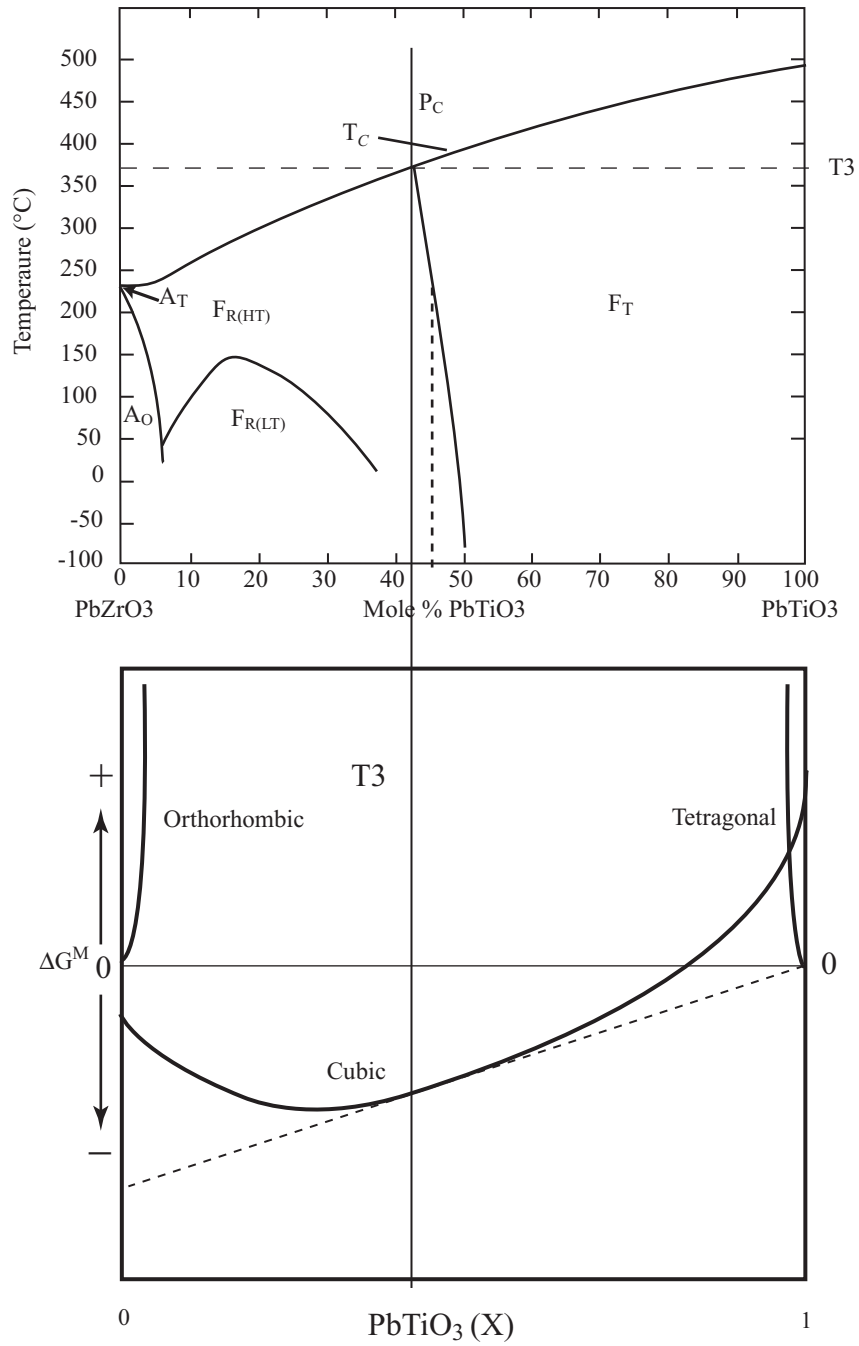 500
450
400
350
300
250
200
150
100
50
0
-50
-100
Temperaure (°C)
P_C
T_C
T3
A_T
F_R(HT)
F_T
A_O
F_R(LT)
0 10 20 30 40 50 60 70 80 90 100
PbZrO3 Mole % PbTiO3 PbTiO3
T3
+
Orthorhombic Tetragonal
ΔG^M 0 0
Cubic
−
0 1
PbTiO₃ (X)